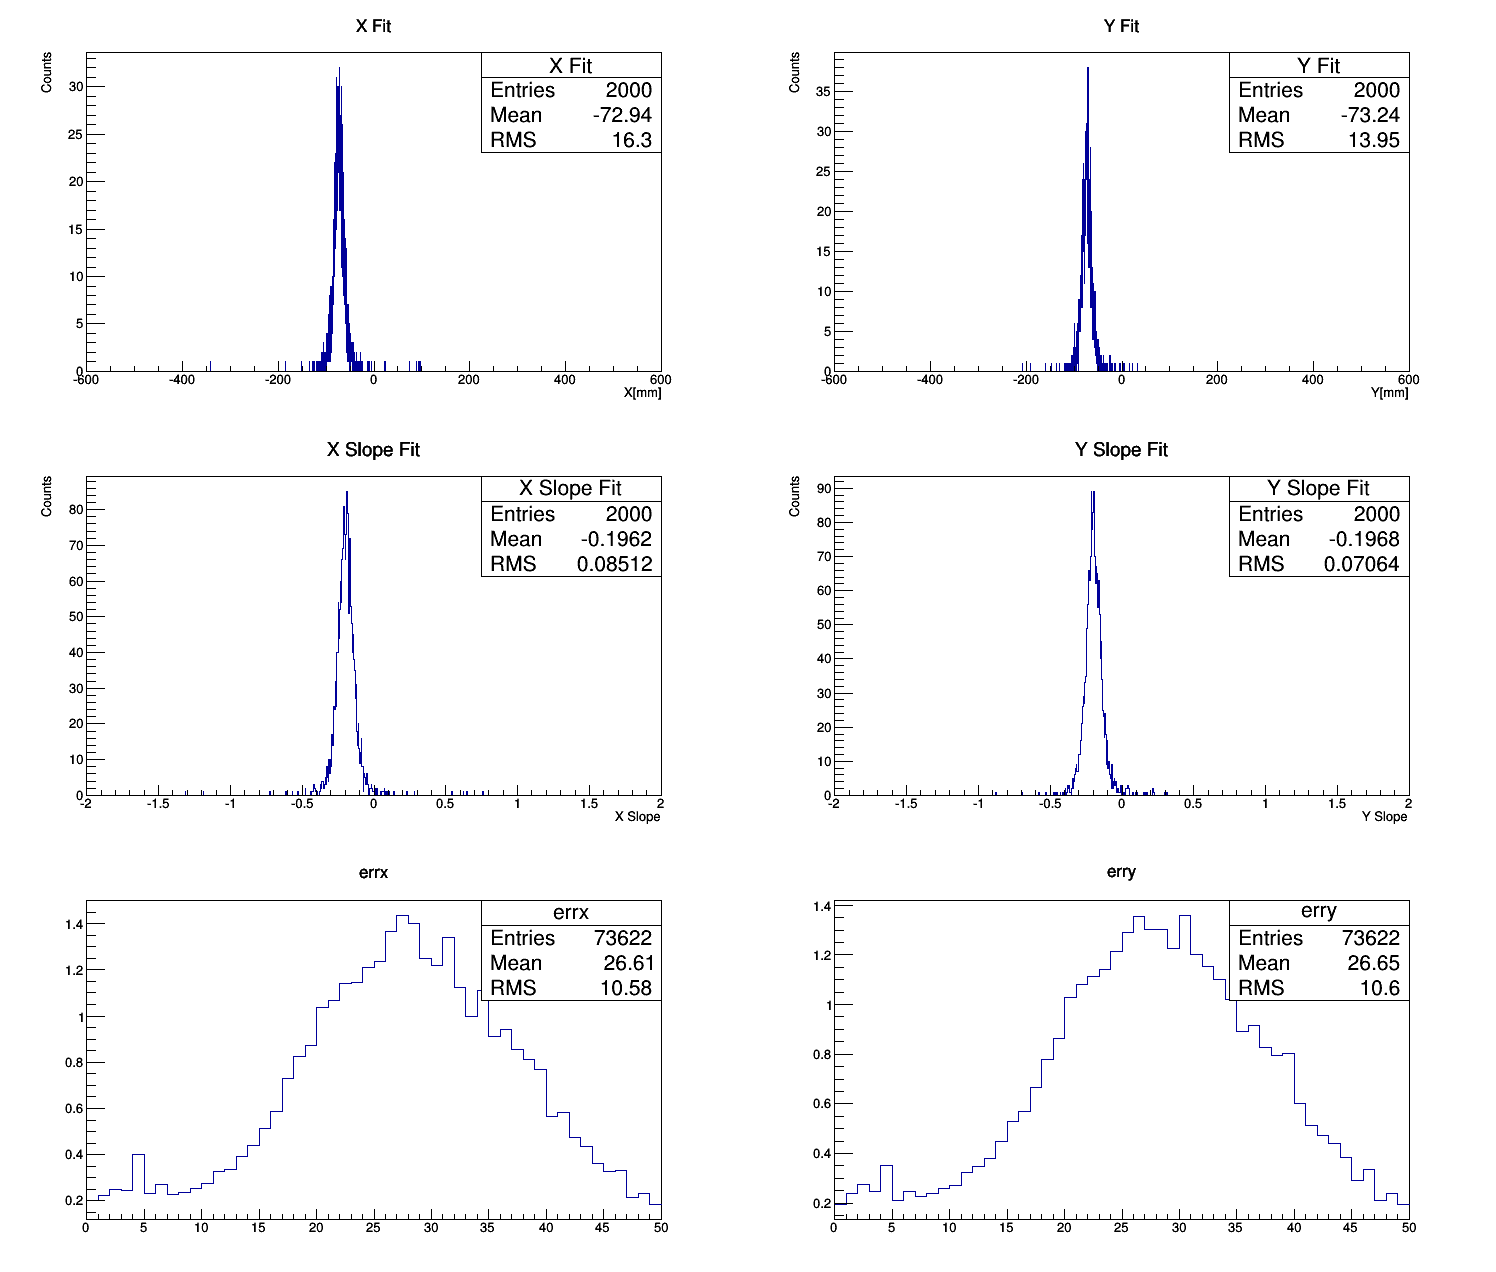 X Fit
Counts
X Fit
Entries 2000
Mean -72.94
RMS 16.3
30
25
20
15
10
5
0
-600 -400 -200 0 200 400 600
X[mm]
Y Fit
Counts
Y Fit
Entries 2000
Mean -73.24
RMS 13.95
35
30
25
20
15
10
5
0
-600 -400 -200 0 200 400 600
Y[mm]
X Slope Fit
Counts
X Slope Fit
Entries 2000
Mean -0.1962
RMS 0.08512
80
70
60
50
40
30
20
10
0
-2 -1.5 -1 -0.5 0 0.5 1 1.5 2
X Slope
Y Slope Fit
Counts
Y Slope Fit
Entries 2000
Mean -0.1968
RMS 0.07064
90
80
70
60
50
40
30
20
10
0
-2 -1.5 -1 -0.5 0 0.5 1 1.5 2
Y Slope
errx
errx
Entries 73622
Mean 26.61
RMS 10.58
1.4
1.2
1
0.8
0.6
0.4
0.2
0 5 10 15 20 25 30 35 40 45 50
erry
erry
Entries 73622
Mean 26.65
RMS 10.6
1.4
1.2
1
0.8
0.6
0.4
0.2
0 5 10 15 20 25 30 35 40 45 50